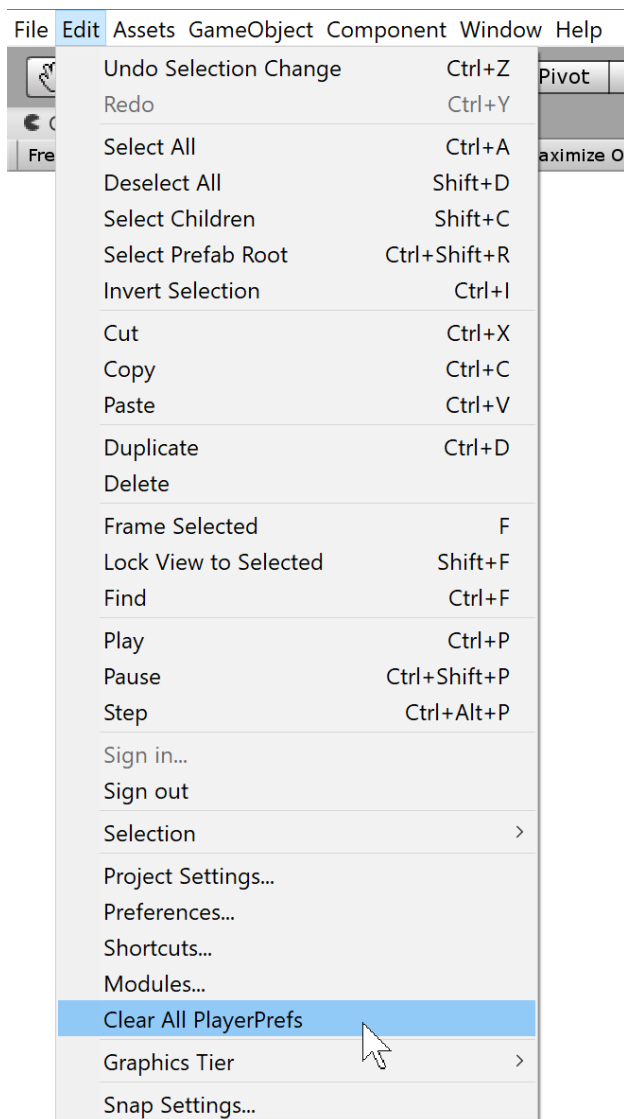 File Edit Assets GameObject Component Window Help
Pivot
Fre
aximize O
Undo Selection Change Ctrl+Z
Redo Ctrl+Y
Select All Ctrl+A
Deselect All Shift+D
Select Children Shift+C
Select Prefab Root Ctrl+Shift+R
Invert Selection Ctrl+I
Cut Ctrl+X
Copy Ctrl+C
Paste Ctrl+V
Duplicate Ctrl+D
Delete
Frame Selected F
Lock View to Selected Shift+F
Find Ctrl+F
Play Ctrl+P
Pause Ctrl+Shift+P
Step Ctrl+Alt+P
Sign in...
Sign out
Selection
Project Settings...
Preferences...
Shortcuts...
Modules...
Clear All PlayerPrefs
Graphics Tier
Snap Settings...